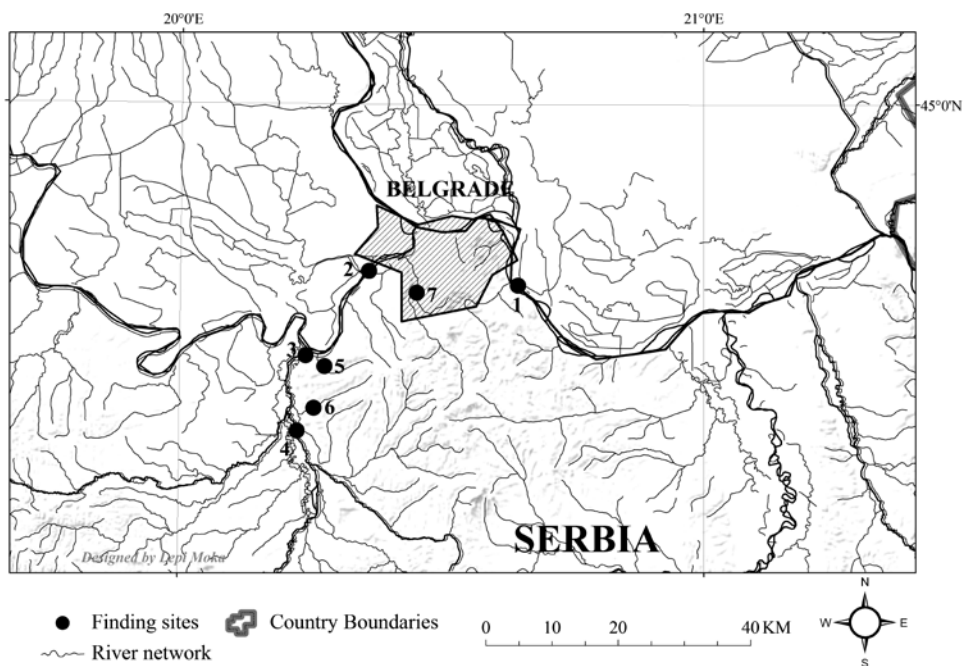 20°0'E 21°0'E
45°0'N
BELGRADE
2
7
1
3
5
6
4
SERBIA
Designed by Lepi Moka
N
Finding sites Country Boundaries
W E
0 10 20 40 KM
River network
S